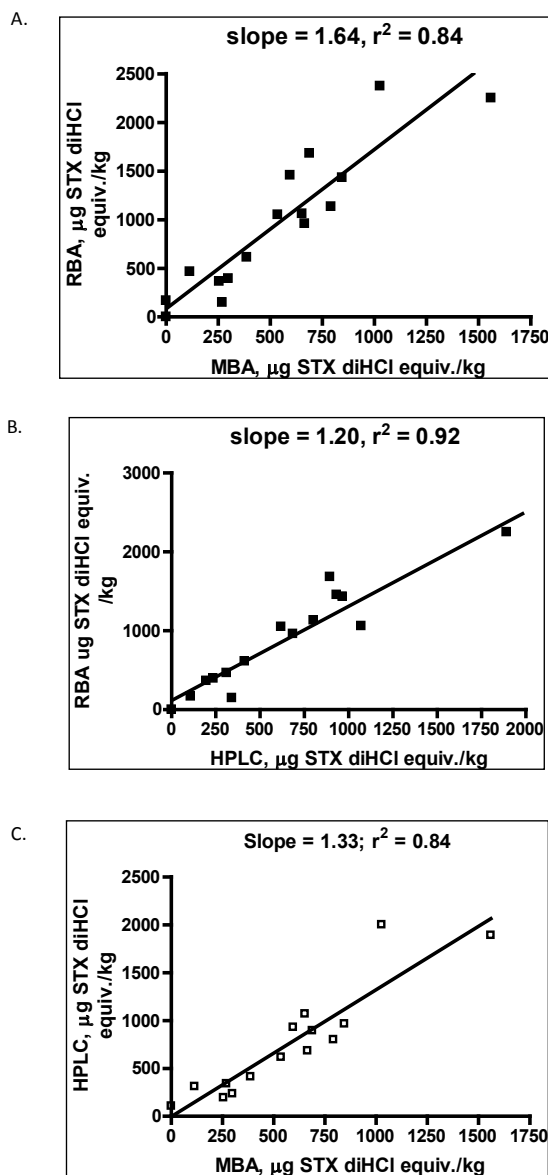 A.
slope = 1.64, r² = 0.84
2500
2000
1500
1000
500
0
RBA, μg STX diHCl
equiv./kg
0 250 500 750 1000 1250 1500 1750
MBA, μg STX diHCl equiv./kg
B.
slope = 1.20, r² = 0.92
3000
2000
1000
0
RBA ug STX diHCl equiv.
/kg
0 250 500 750 1000 1250 1500 1750 2000
HPLC, μg STX diHCl equiv./kg
C.
Slope = 1.33; r² = 0.84
2500
2000
1500
1000
500
0
HPLC, μg STX diHCl
equiv./kg
0 250 500 750 1000 1250 1500 1750
MBA, μg STX diHCl equiv./kg